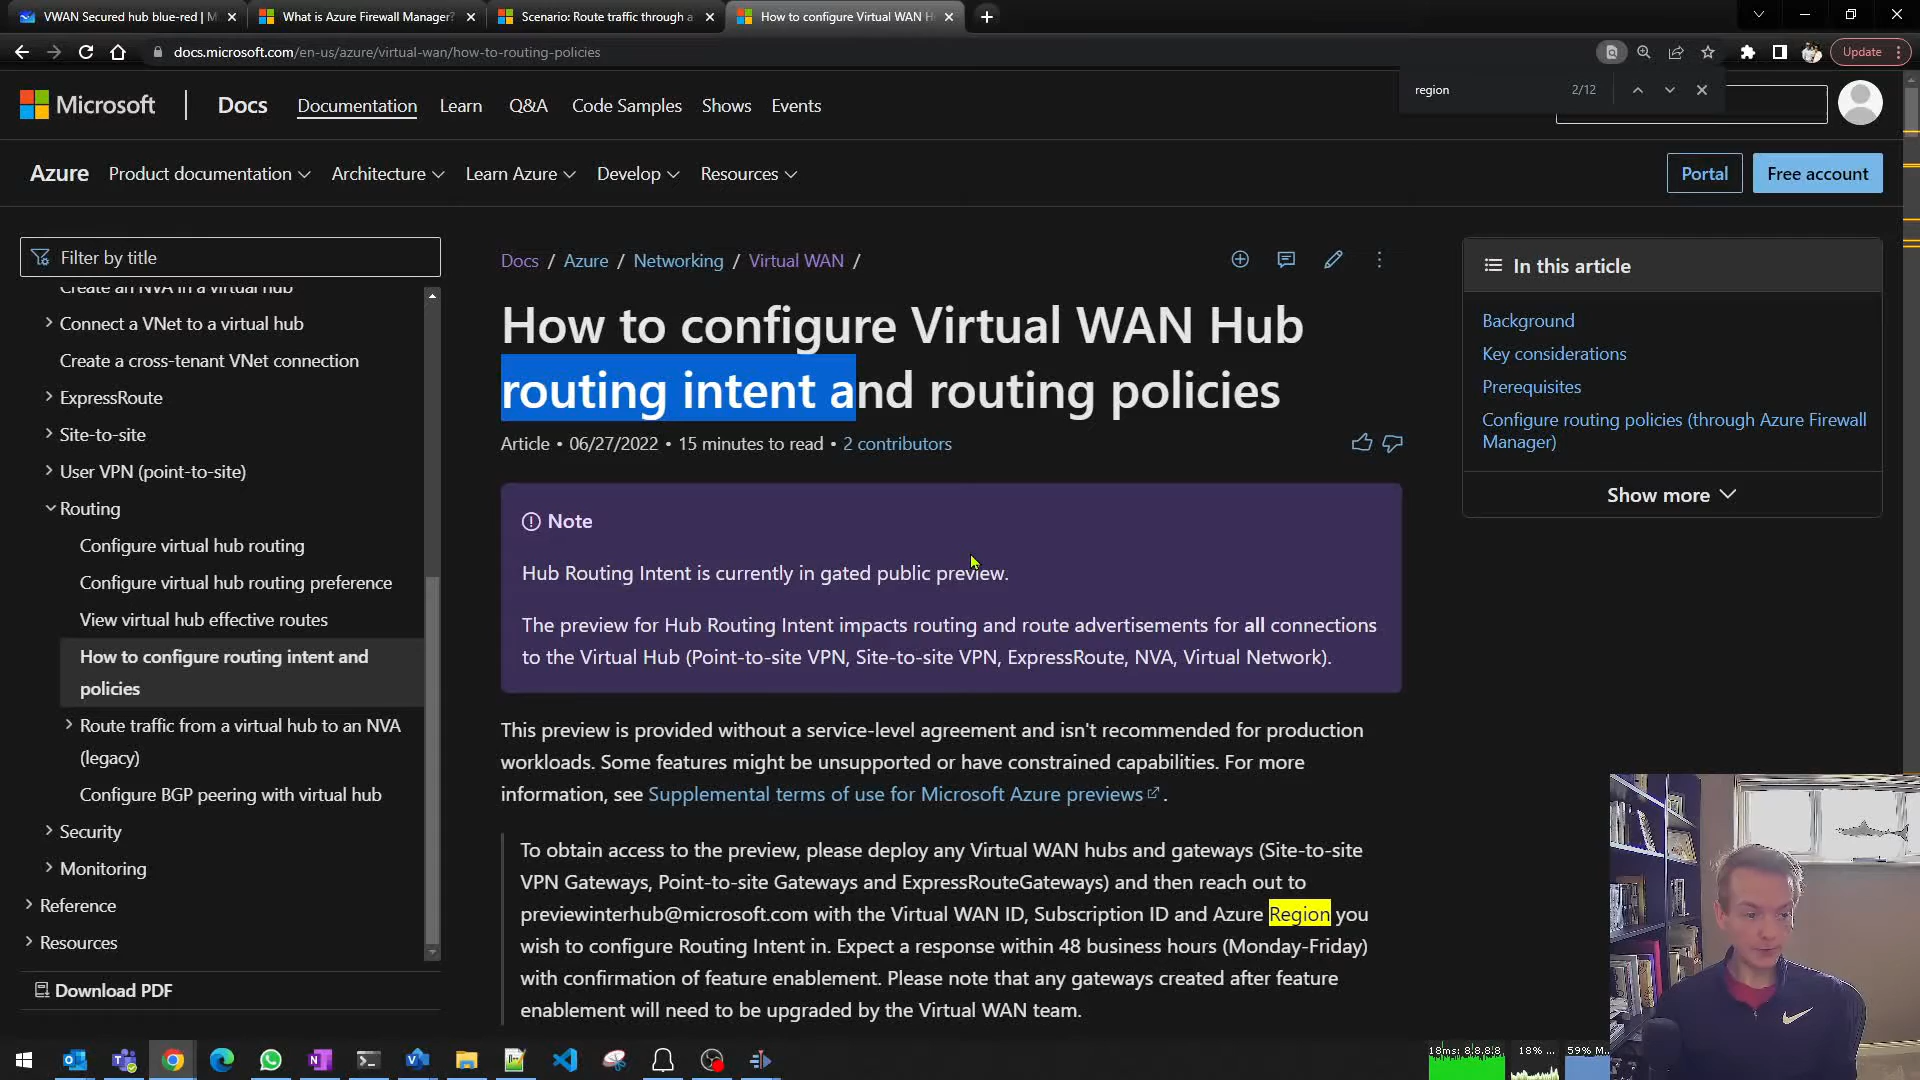 VWAN Secured hub blue-red | M
What is Azure Firewall Manager?
Scenario: Route traffic through a
How to configure Virtual WAN H
docs.microsoft.com/en-us/azure/virtual-wan/how-to-routing-policies
Update
region 2/12
Microsoft
Docs Documentation Learn Q&A Code Samples Shows Events
Azure Product documentation Architecture Learn Azure Develop Resources
Portal Free account
Filter by title
Create an NVA in a virtual hub
Connect a VNet to a virtual hub
Create a cross-tenant VNet connection
ExpressRoute
Site-to-site
User VPN (point-to-site)
Routing
Configure virtual hub routing
Configure virtual hub routing preference
View virtual hub effective routes
How to configure routing intent and
policies
Route traffic from a virtual hub to an NVA
(legacy)
Configure BGP peering with virtual hub
Security
Monitoring
Reference
Resources
Download PDF
Docs / Azure / Networking / Virtual WAN /
How to configure Virtual WAN Hub
routing intent and routing policies
Article • 06/27/2022 • 15 minutes to read • 2 contributors
Note
Hub Routing Intent is currently in gated public preview.
The preview for Hub Routing Intent impacts routing and route advertisements for all connections
to the Virtual Hub (Point-to-site VPN, Site-to-site VPN, ExpressRoute, NVA, Virtual Network).
This preview is provided without a service-level agreement and isn't recommended for production
workloads. Some features might be unsupported or have constrained capabilities. For more
information, see Supplemental terms of use for Microsoft Azure previews.
To obtain access to the preview, please deploy any Virtual WAN hubs and gateways (Site-to-site
VPN Gateways, Point-to-site Gateways and ExpressRouteGateways) and then reach out to
previewinterhub@microsoft.com with the Virtual WAN ID, Subscription ID and Azure Region you
wish to configure Routing Intent in. Expect a response within 48 business hours (Monday-Friday)
with confirmation of feature enablement. Please note that any gateways created after feature
enablement will need to be upgraded by the Virtual WAN team.
In this article
Background
Key considerations
Prerequisites
Configure routing policies (through Azure Firewall
Manager)
Show more
18ms: 8.8.8.8 18% ... 59% M...